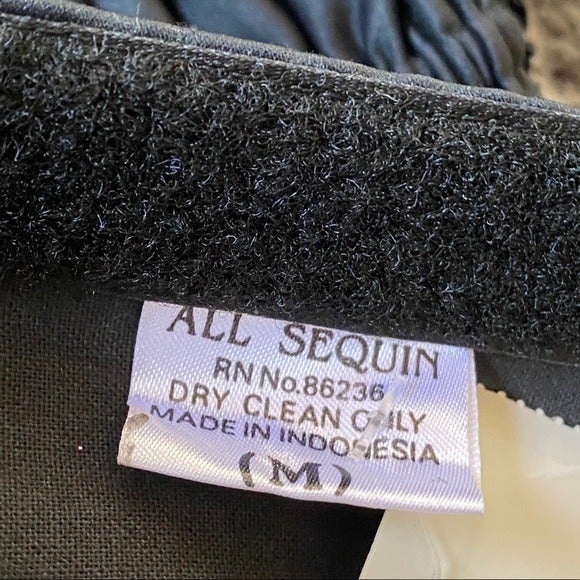 ALL SEQUIN
RN No.86236
DRY CLEAN ONLY
MADE IN INDONESIA
(M)